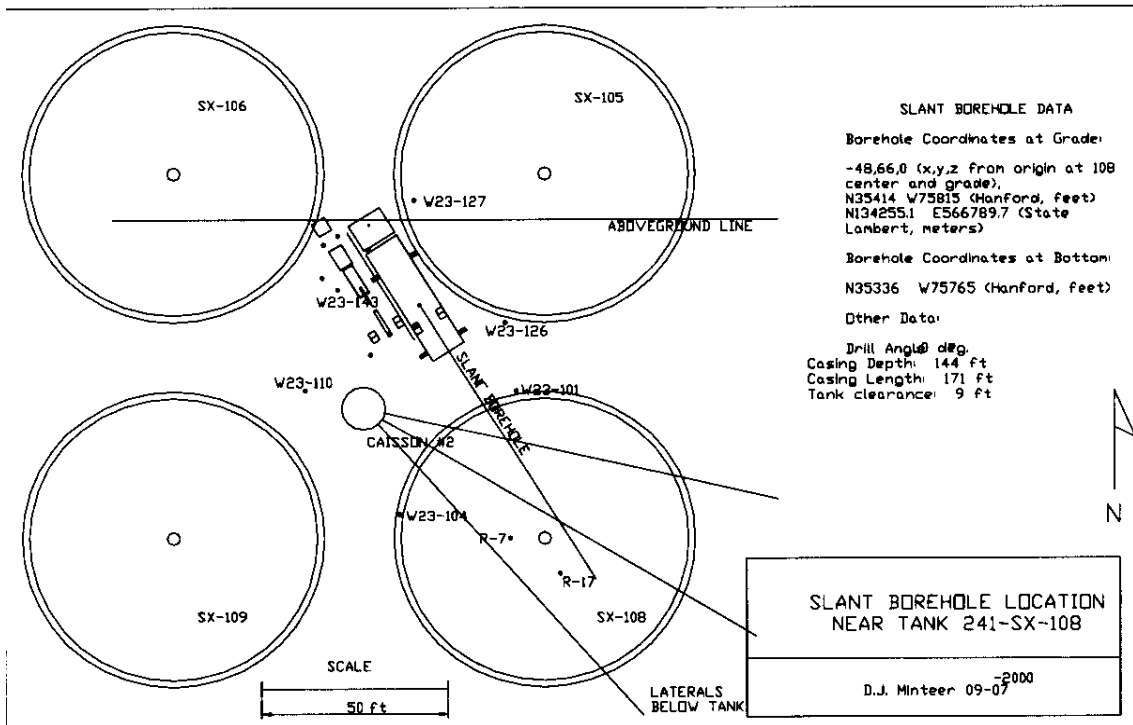 SX-106
SX-105
W23-127
ABOVEGROUND LINE
W23-143
W23-126
W23-110
W23-101
SLANT BOREHOLE
CAISSON #2
W23-104
R-7
R-17
SX-109
SX-108
SCALE
50 ft
LATERALS
BELOW TANK
SLANT BOREHOLE DATA
Borehole Coordinates at Grade:
-48,66,0 (x,y,z from origin at 108
center and grade),
N35414 W75815 (Hanford, feet)
N134255.1 E566789.7 (State
Lambert, meters)
Borehole Coordinates at Bottom:
N35336 W75765 (Hanford, feet)
Other Data:
Drill deg.
Casing Depth: 144 ft
Casing Length: 171 ft
Tank clearance: 9 ft
N
SLANT BOREHOLE LOCATION
NEAR TANK 241-SX-108
D.J. Minteer 09-07-2000